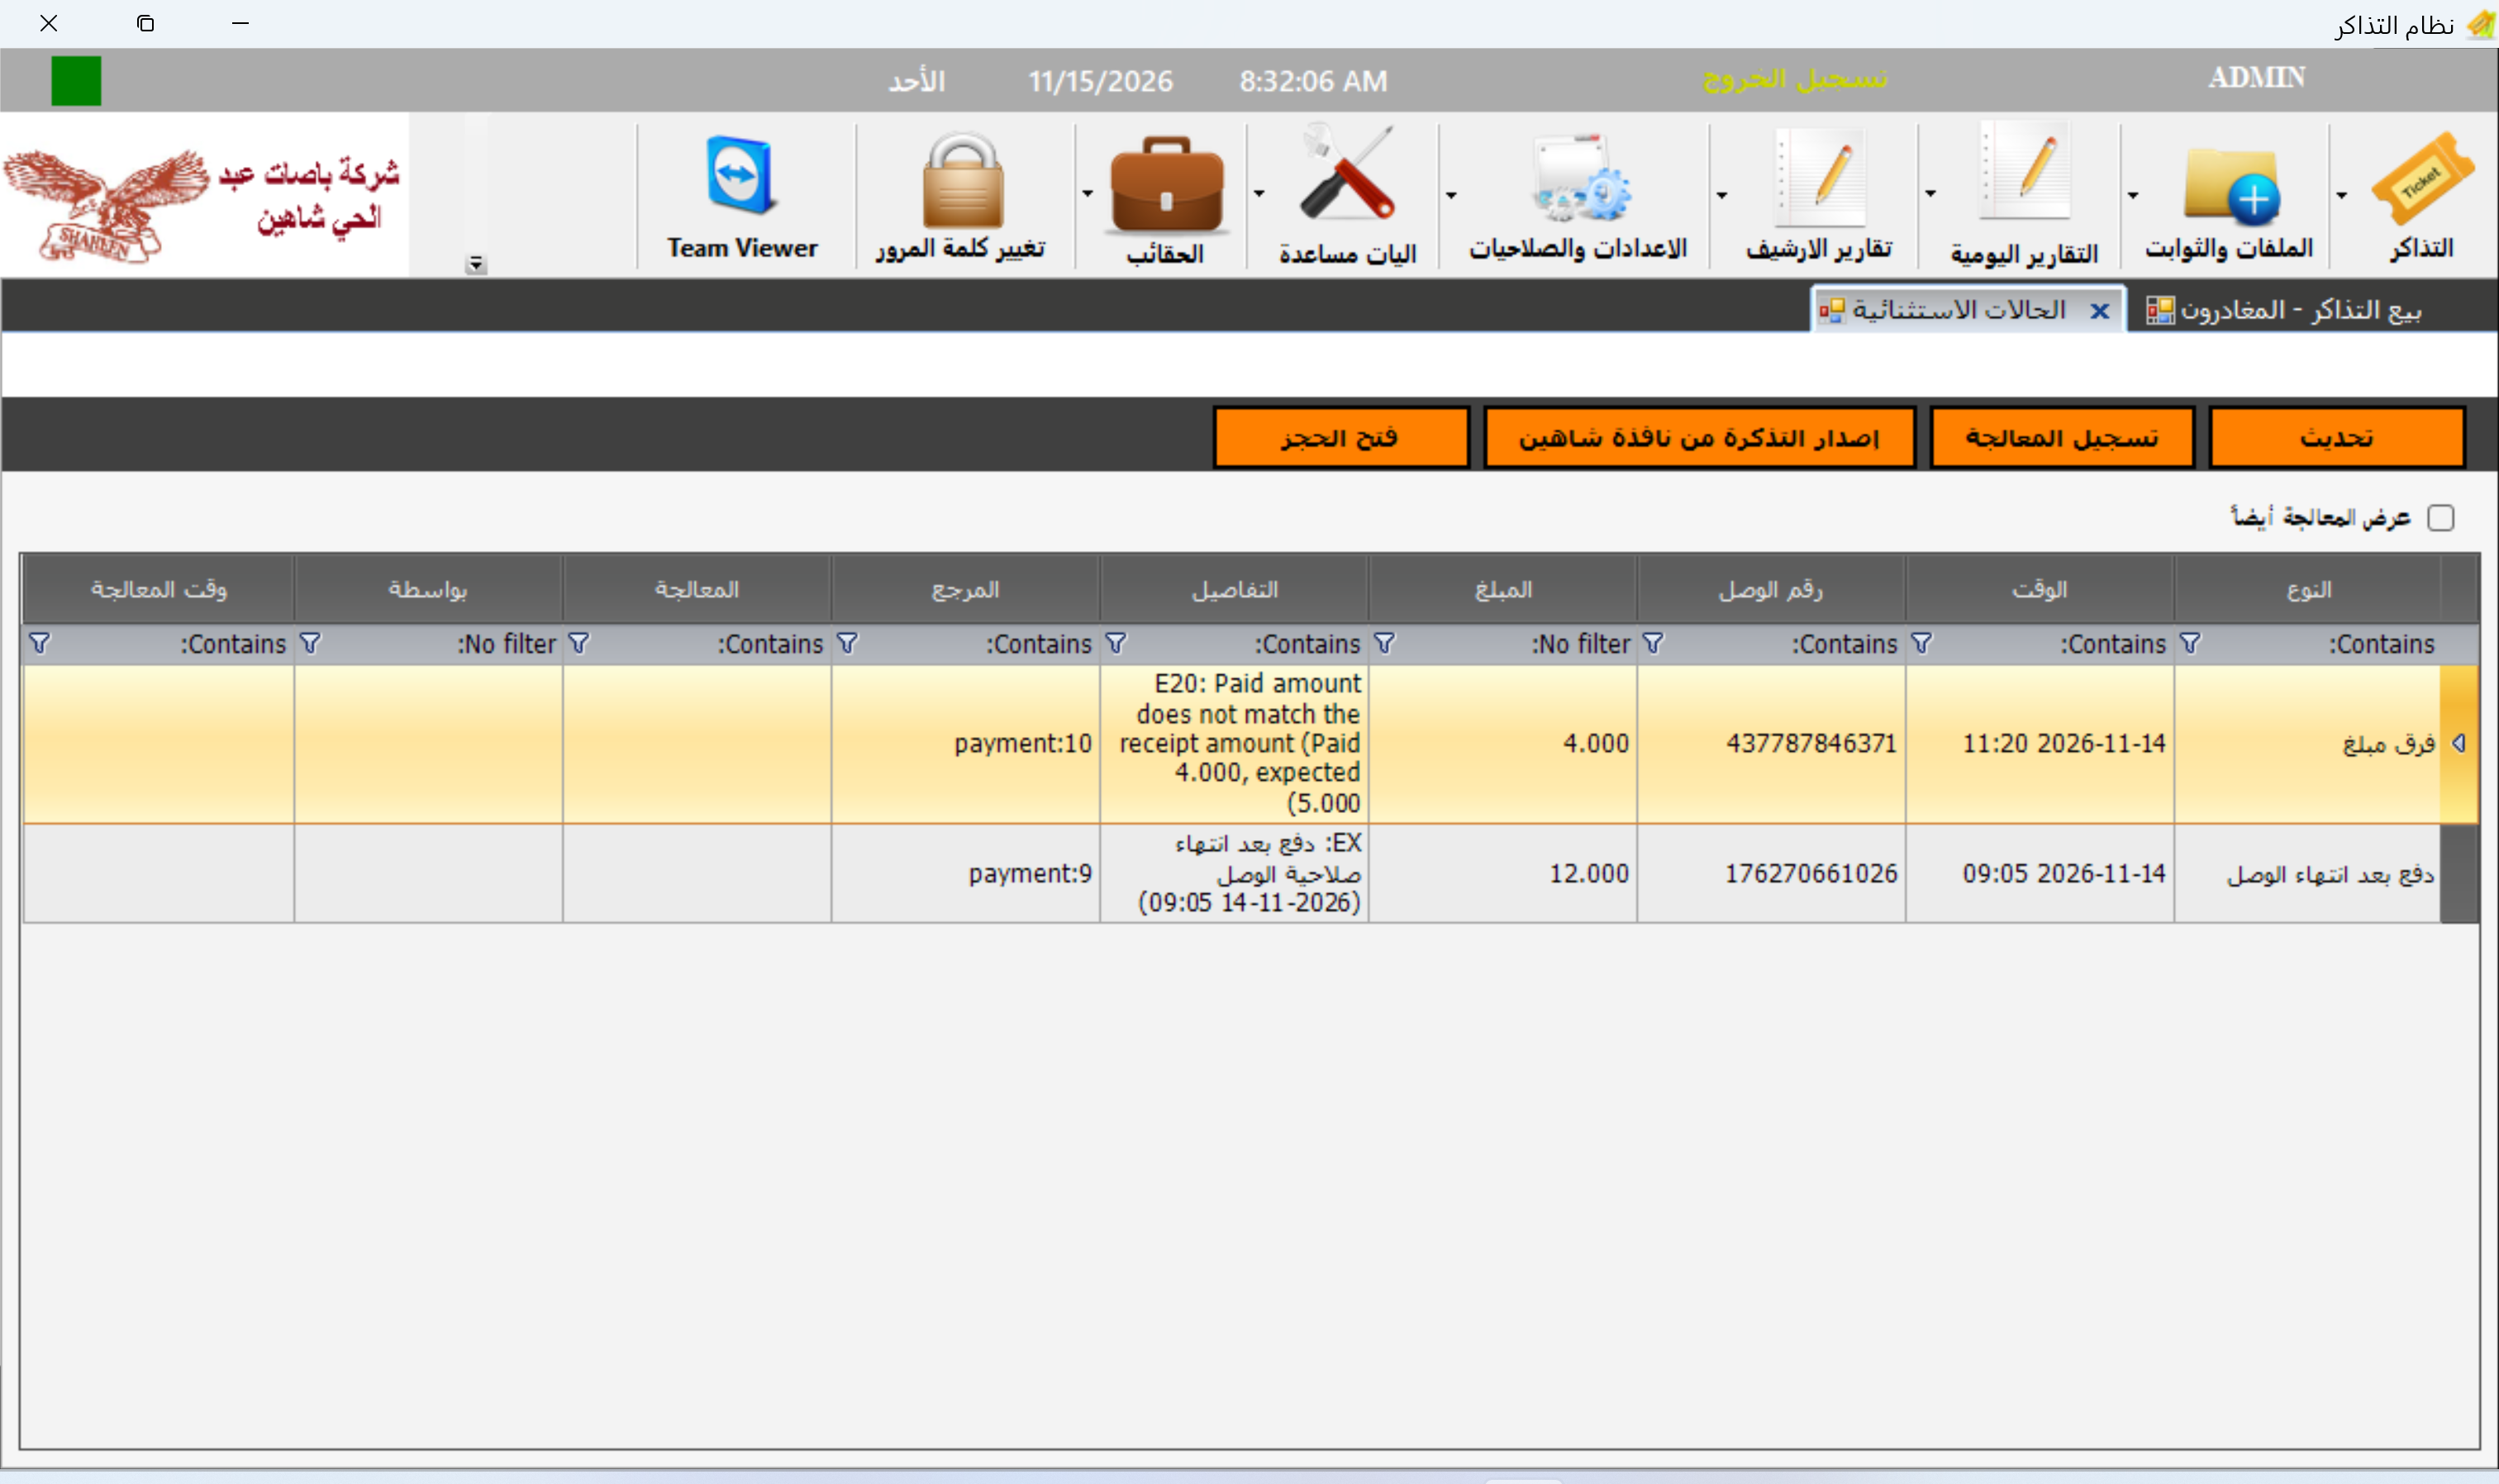 نظام التذاكر
ADMIN
تسجيل الخروج
8:32:06 AM
11/15/2026
الأحد
التذاكر
الملفات والثوابت
التقارير اليومية
تقارير الارشيف
الاعدادات والصلاحيات
اليات مساعدة
الحقائب
تغيير كلمة المرور
Team Viewer
Ticket
شركة باصات عبد
الحي شاهين
SHAHEEN
بيع التذاكر - المغادرون
الحالات الاستثنائية
تحديث
تسجيل المعالجة
إصدار التذكرة من نافذة شاهين
فتح الحجز
عرض المعالجة أيضاً
النوع
الوقت
رقم الوصل
المبلغ
التفاصيل
المرجع
المعالجة
بواسطة
وقت المعالجة
:Contains
:Contains
:Contains
:No filter
:Contains
:Contains
:Contains
:No filter
:Contains
فرق مبلغ
11:20 2026-11-14
437787846371
4.000
E20: Paid amount
does not match the
receipt amount (Paid
4.000, expected
(5.000
payment:10
دفع بعد انتهاء الوصل
09:05 2026-11-14
176270661026
12.000
EX: دفع بعد انتهاء
صلاحية الوصل
(09:05 14-11-2026)
payment:9